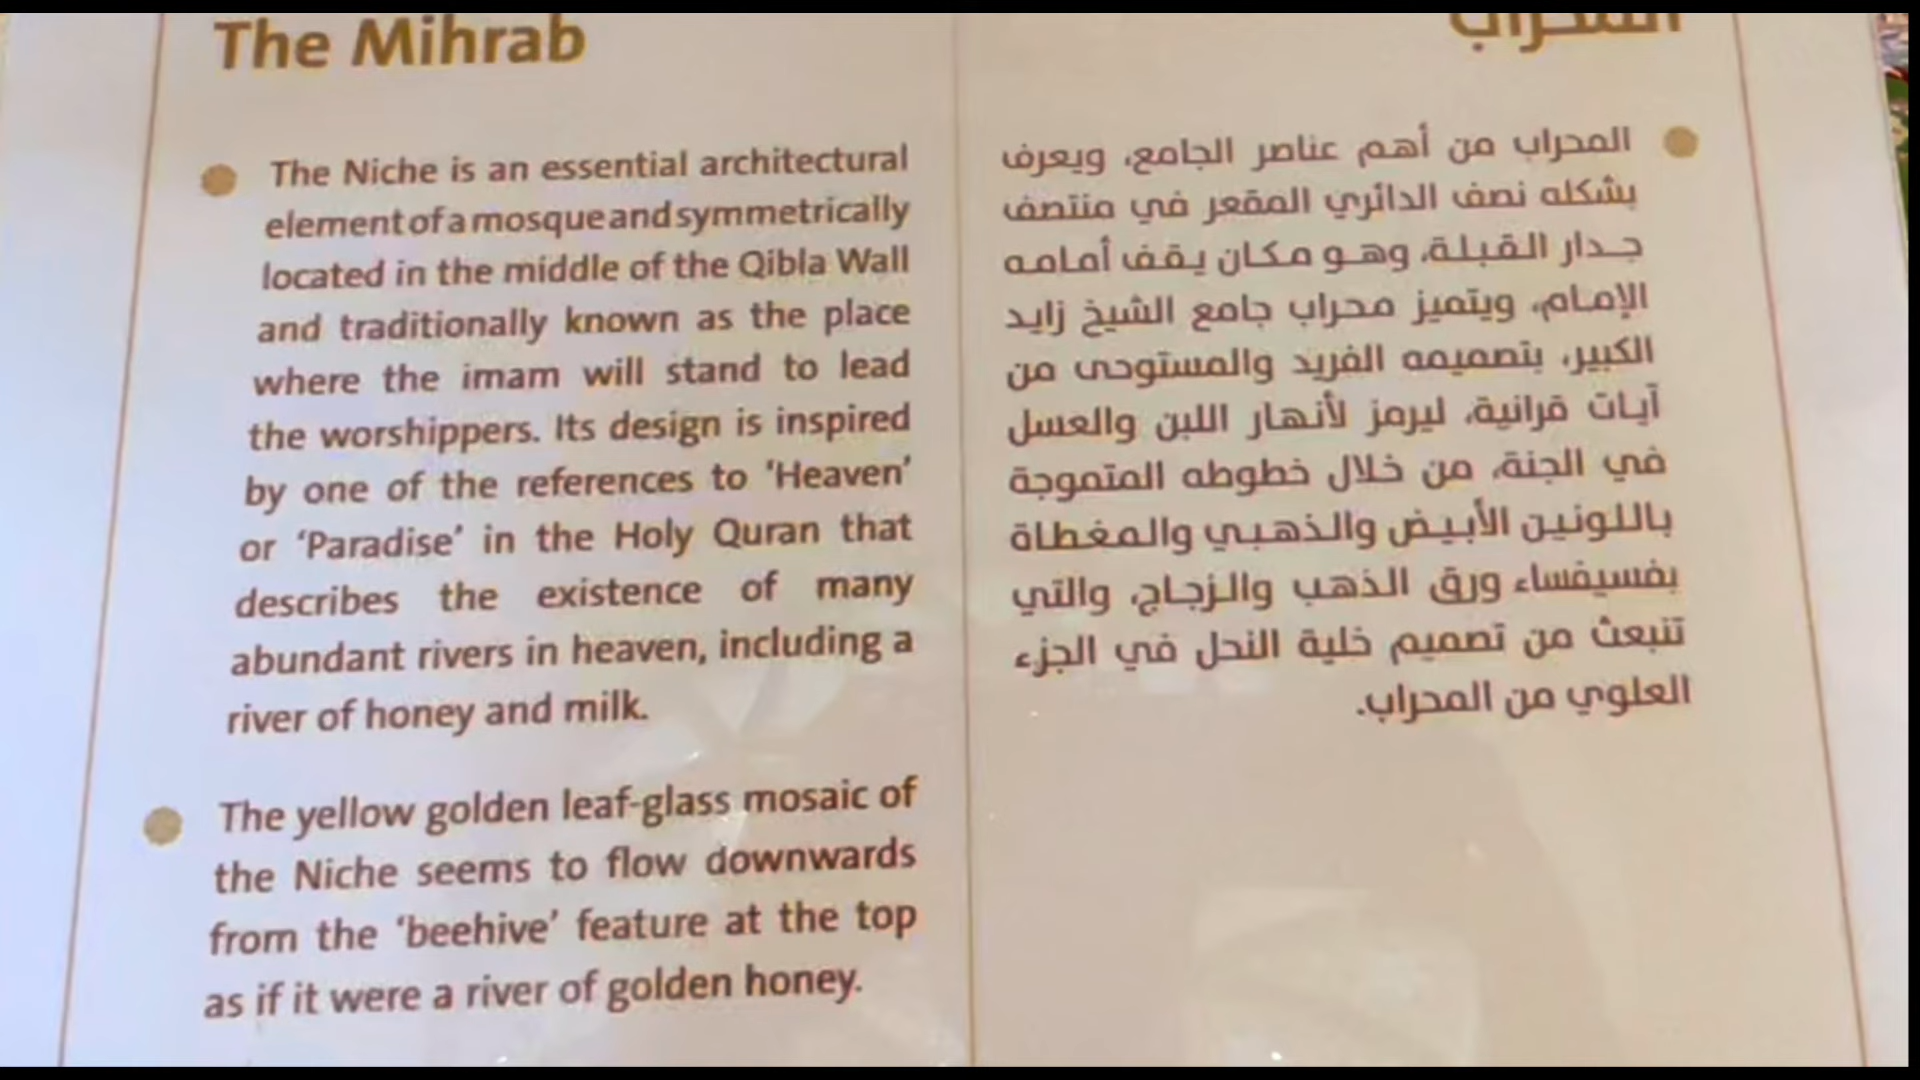 The Mihrab
The Niche is an essential architectural
element of a mosque and symmetrically
located in the middle of the Qibla Wall
and traditionally known as the place
where the imam will stand to lead
the worshippers. Its design is inspired
by one of the references to ‘Heaven’
or ‘Paradise’ in the Holy Quran that
describes the existence of many
abundant rivers in heaven, including a
river of honey and milk.
The yellow golden leaf-glass mosaic of
the Niche seems to flow downwards
from the ‘beehive’ feature at the top
as if it were a river of golden honey.
المحراب
المحراب من أهم عناصر الجامع، ويعرف
بشكله نصف الدائري المقعر في منتصف
جدار القبلة، وهو مكان يقف أمامه
الإمام، ويتميز محراب جامع الشيخ زايد
الكبير، بتصميمه الفريد والمستوحى من
آيات قرانية، ليرمز لأنهار اللبن والعسل
في الجنة، من خلال خطوطه المتموجة
باللونين الأبيض والذهبي والمغطاة
بفسيفساء ورق الذهب والزجاج، والتي
تنبعث من تصميم خلية النحل في الجزء
العلوي من المحراب.